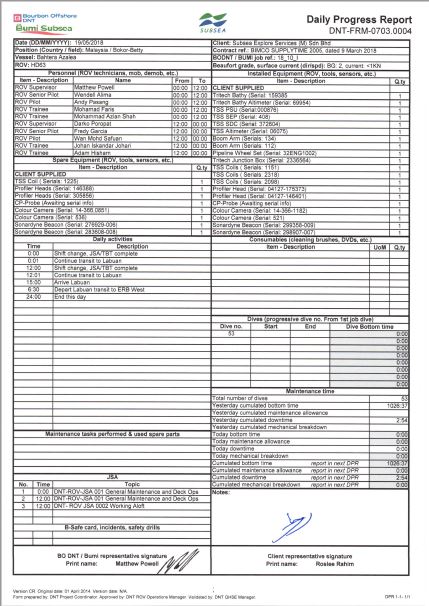 Bourbon Offshore
DNT
Bumi Subsea
SUBSEA
Daily Progress Report
DNT-FRM-0703.0004
Date (DD/MM/YYYY): 19/05/2018
Client: Subsea Explore Services (M) Sdn Bhd
Position (Country / field): Malaysia / Bokor-Betty
Contract ref.: BIMCO SUPPLYTIME 2005, dated 9 March 2018
Vessel: Bahtera Azalea
BODNT / BUMI job ref.: 18_10_I
ROV: HD63
Beaufort grade, surface current (dir/spd): BG: 2, current: <1KN
Personnel (ROV technicians, mob, demob, etc.)
Item - Description Name From To
ROV Supervisor Matthew Powell 00:00 12:00
ROV Pilot Wendell Alima 00:00 12:00
ROV Pilot Andy Pasang 00:00 12:00
ROV Trainee Mohamad Faris 00:00 12:00
ROV Trainee Mohammad Azlan Shah 00:00 12:00
ROV Supervisor Darko Poropat 12:00 00:00
ROV Senior Pilot Fredy Garcia 12:00 00:00
ROV Pilot Wan Mohd Safuan 12:00 00:00
ROV Trainee Johan Iskandar Johari 12:00 00:00
ROV Trainee Adam Hisham 12:00 00:00
Installed Equipment (ROV, tools, sensors, etc.)
Item - Description Q.ty
CLIENT SUPPLIED
Tritech Bathy (Serial: 159385 1
Tritech Bathy Altimeter (Serial: 69954) 1
TSS PSU (Serial:000876) 1
TSS SEP (Serial: 408) 1
TSS SDC (Serial: 372604) 1
TSS Altimeter (Serial: 06075) 1
Boom Arm (Serial: 134) 1
Boom Arm (Serial: 112) 1
Pipeline Wheel Set (Serial: 32ENG1002) 1
Tritech Junction Box (Serial: 2336564) 1
TSS Coils (Serial: 1151) 1
TSS Coils (Serial: 2318) 1
TSS Coils (Serial: 2098) 1
Profiler Head (Serial: 04127-175373) 1
Profiler Head (Serial: 04127-146401) 1
CP-Probe (Awaiting serial info) 1
Colour Camera (Serial: 14-366-1182) 1
Colour Camera (Serial: 521) 1
Sonardyne Beacon (Serial: 299358-009) 1
Sonardyne Beacon (Serial: 298907-007) 1
Spare Equipment (ROV, tools, sensors, etc.)
Item - Description Q.ty
CLIENT SUPPLIED
TSS Coil ( Serials: 1225) 1
Profiler Heads (Serial: 146388) 1
Profiler Heads (Serial: 305856) 1
CP-Probe (Awaiting serial info) 1
Colour Camera (Serial: 14-366.0851) 1
Colour Camera (Serial: 536) 1
Sonardyne Beacon (Serial: 276929-006) 1
Sonardyne Beacon (Serial: 283608-008) 1
Daily activities
Time Description
0:00 Shift change, JSA/TBT complete
0:01 Continue transit to Labuan
12:00 Shift change, JSA/TBT complete
12:01 Continue transit to Labuan
15:00 Arrive Labuan
6:30 Depart Labuan transit to ERB West
24:00 End this day
Consumables (cleaning brushes, DVDs, etc.)
Item - Description UoM Q.ty
Dives (progressive dive no. From 1st job dive)
Dive no. Start End Dive Bottom time
53 0:00
0:00
0:00
0:00
0:00
0:00
0:00
0:00
Maintenance time
Total number of dives 53
Yesterday cumulated bottom time 1026:37
Yesterday cumulated maintenance allowance
Yesterday cumulated downtime 2:54
Yesterday cumulated mechanical breakdown
Today bottom time 0:00
Today maintenance allowance 0:00
Today downtime 0:00
Today mechanical breakdown 0:00
Cumulated bottom time report in next DPR 1026:37
Cumulated maintenance allowance report in next DPR 0:00
Cumulated downtime report in next DPR 2:54
Cumulated mechanical breakdown report in next DPR 0:00
Maintenance tasks performed & used spare parts
JSA
No. Time Topic
1 0:00 DNT-ROV-JSA 001 General Maintenance and Deck Ops
2 12:00 DNT-ROV-JSA 001 General Maintenance and Deck Ops
3 12:00 DNT- ROV JSA 0002 Working Aloft
Notes:
B-Safe card, incidents, safety drills
BO DNT / Bumi representative signature
Print name: Matthew Powell
Client representative signature
Print name: Roslee Rahim
Version CR Original date: 01 April 2014 Version date: N/A
Form prepared by: DNT Project Coordinator. Approved by: DNT ROV Operations Manager. Validated by: DNT QHSE Manager.
DPR 1-1- 1/1